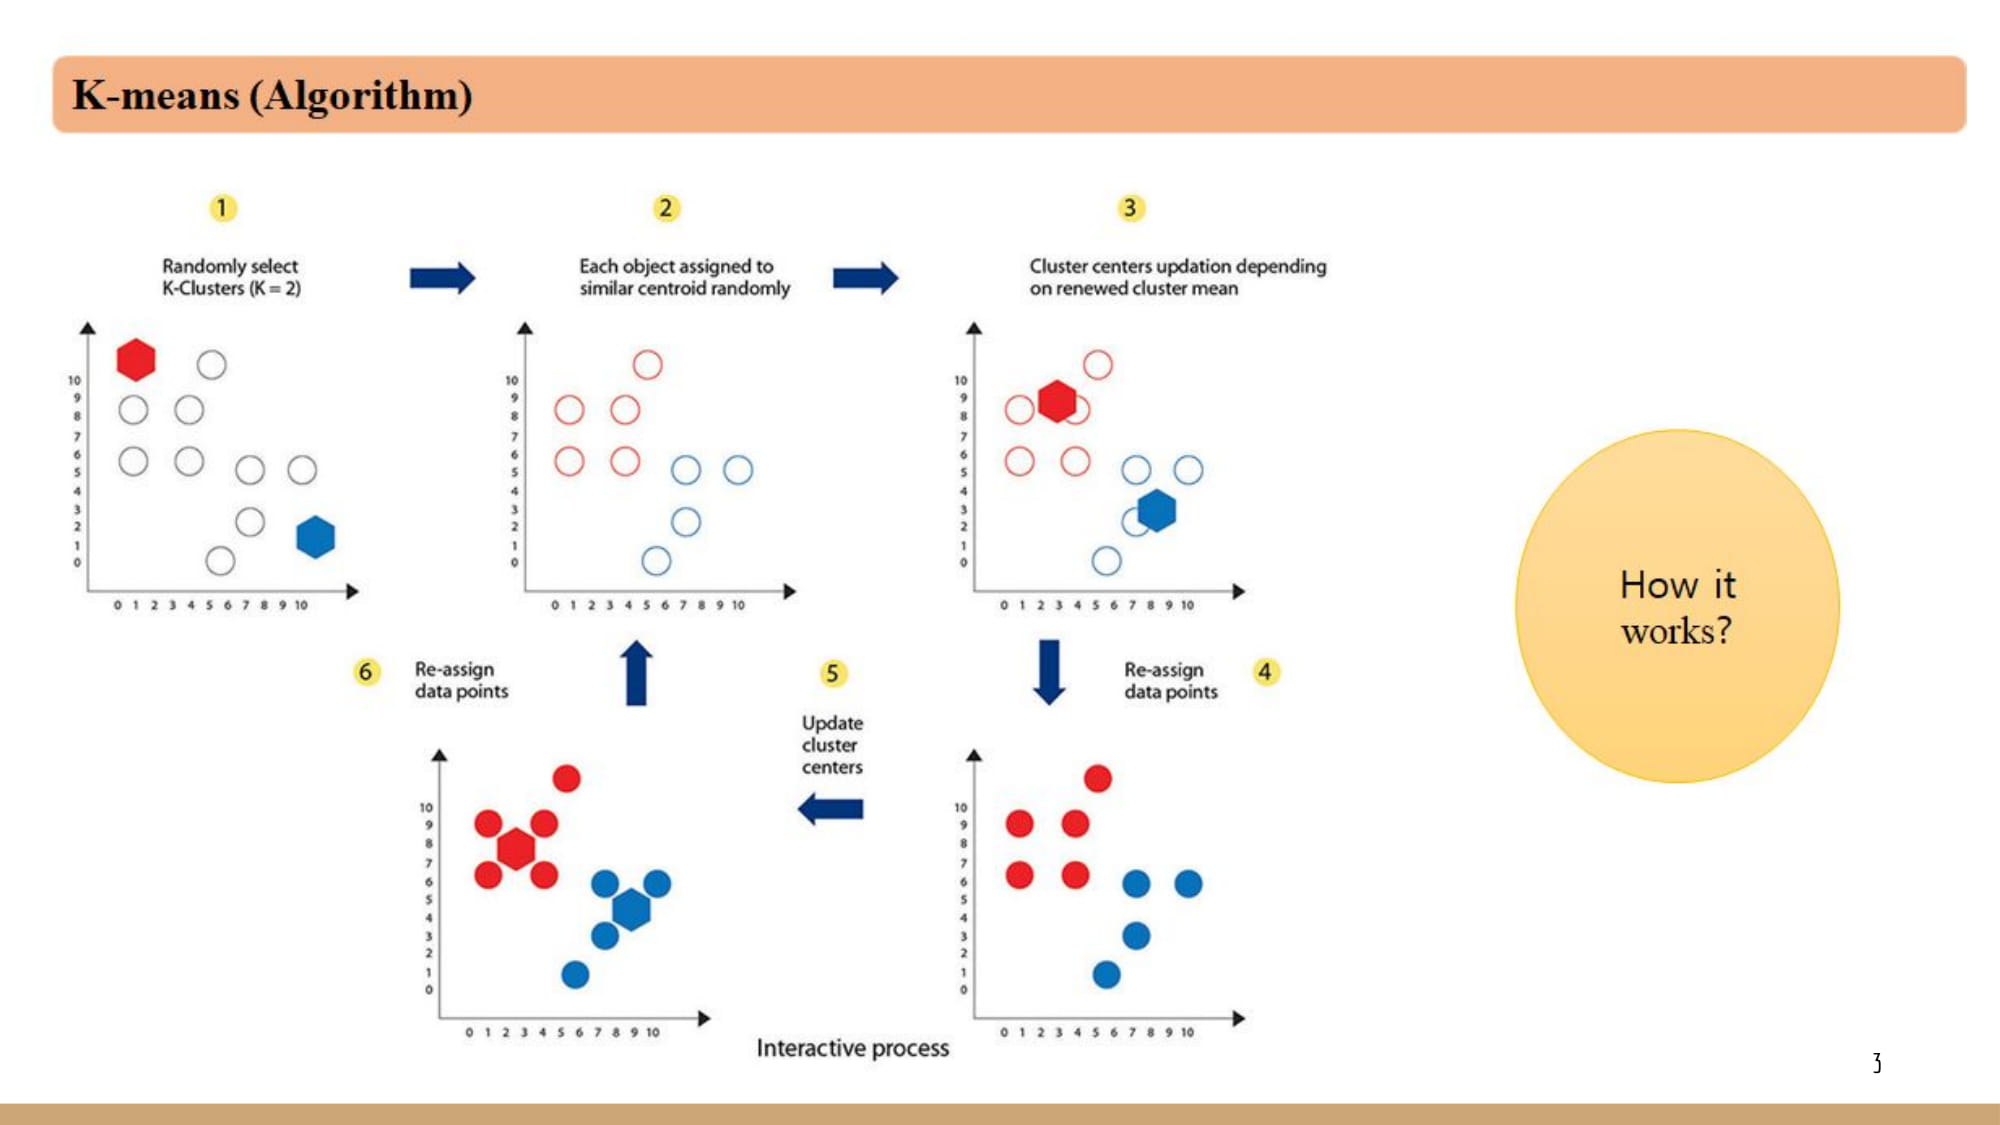 K-means (Algorithm)
1
2
3
Randomly select
K-Clusters (K = 2)
Each object assigned to
similar centroid randomly
Cluster centers updation depending
on renewed cluster mean
10
9
8
7
6
5
4
3
2
1
0
0 1 2 3 4 5 6 7 8 9 10
10
9
8
7
6
5
4
3
2
1
0
0 1 2 3 4 5 6 7 8 9 10
10
9
8
7
6
5
4
3
2
1
0
0 1 2 3 4 5 6 7 8 9 10
How it
works?
6
Re-assign
data points
5
Update
cluster
centers
Re-assign
data points
4
10
9
8
7
6
5
4
3
2
1
0
0 1 2 3 4 5 6 7 8 9 10
10
9
8
7
6
5
4
3
2
1
0
0 1 2 3 4 5 6 7 8 9 10
Interactive process
3